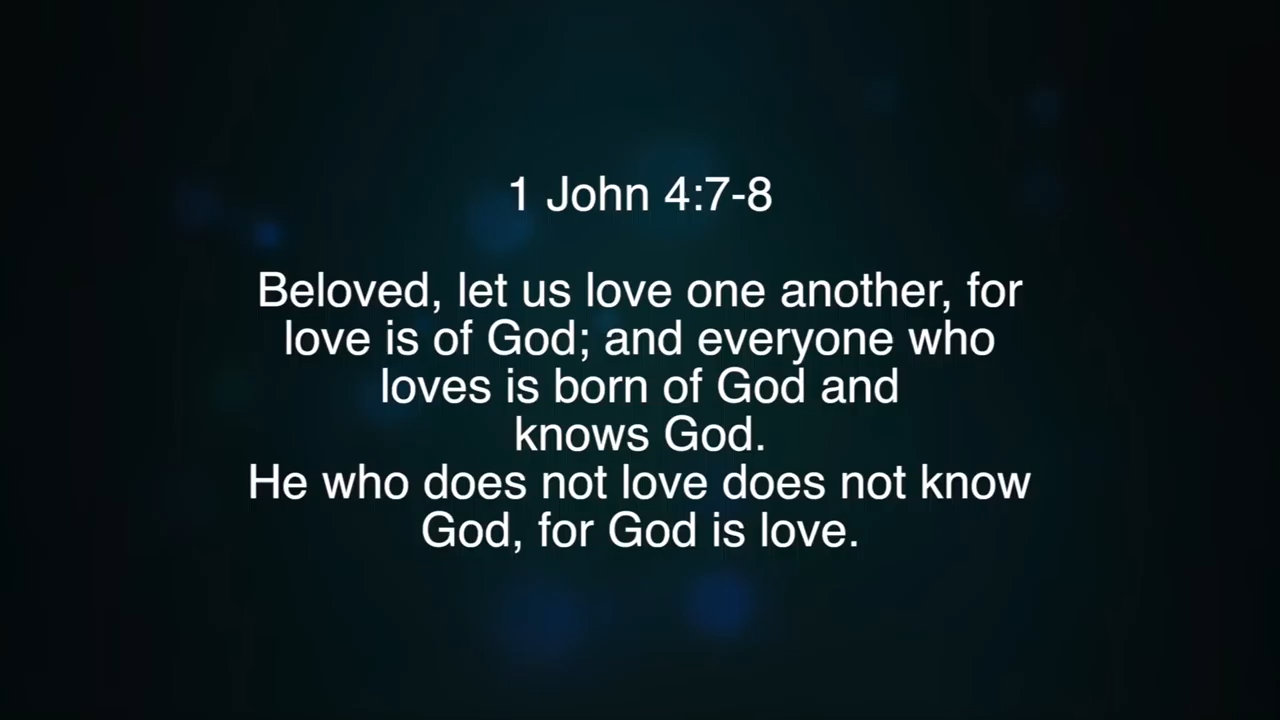 1 John 4:7-8
Beloved, let us love one another, for
love is of God; and everyone who
loves is born of God and
knows God.
He who does not love does not know
God, for God is love.